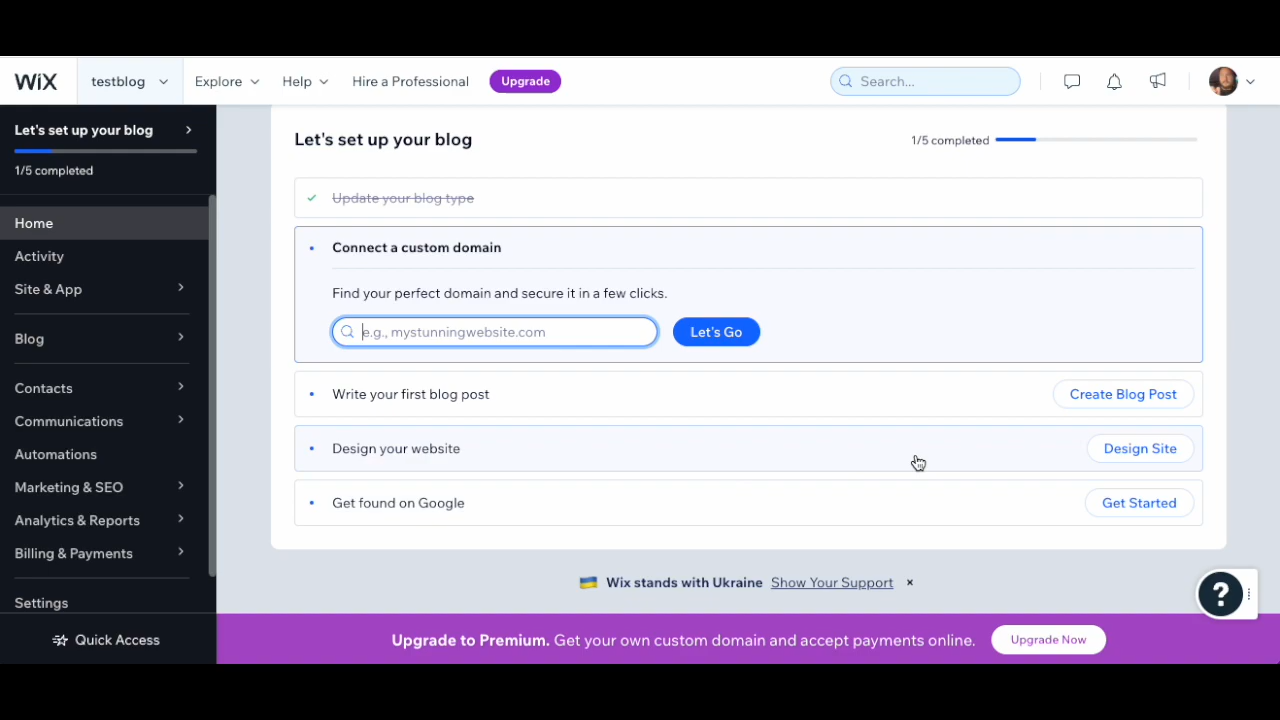 WIX testblog Explore Help Hire a Professional Upgrade Search...
Let's set up your blog
1/5 completed
Home
Activity
Site & App
Blog
Contacts
Communications
Automations
Marketing & SEO
Analytics & Reports
Billing & Payments
Settings
Quick Access
Let's set up your blog 1/5 completed
Update your blog type
Connect a custom domain
Find your perfect domain and secure it in a few clicks.
e.g., mystunningwebsite.com Let's Go
Write your first blog post Create Blog Post
Design your website Design Site
Get found on Google Get Started
Wix stands with Ukraine Show Your Support ×
?
Upgrade to Premium. Get your own custom domain and accept payments online. Upgrade Now